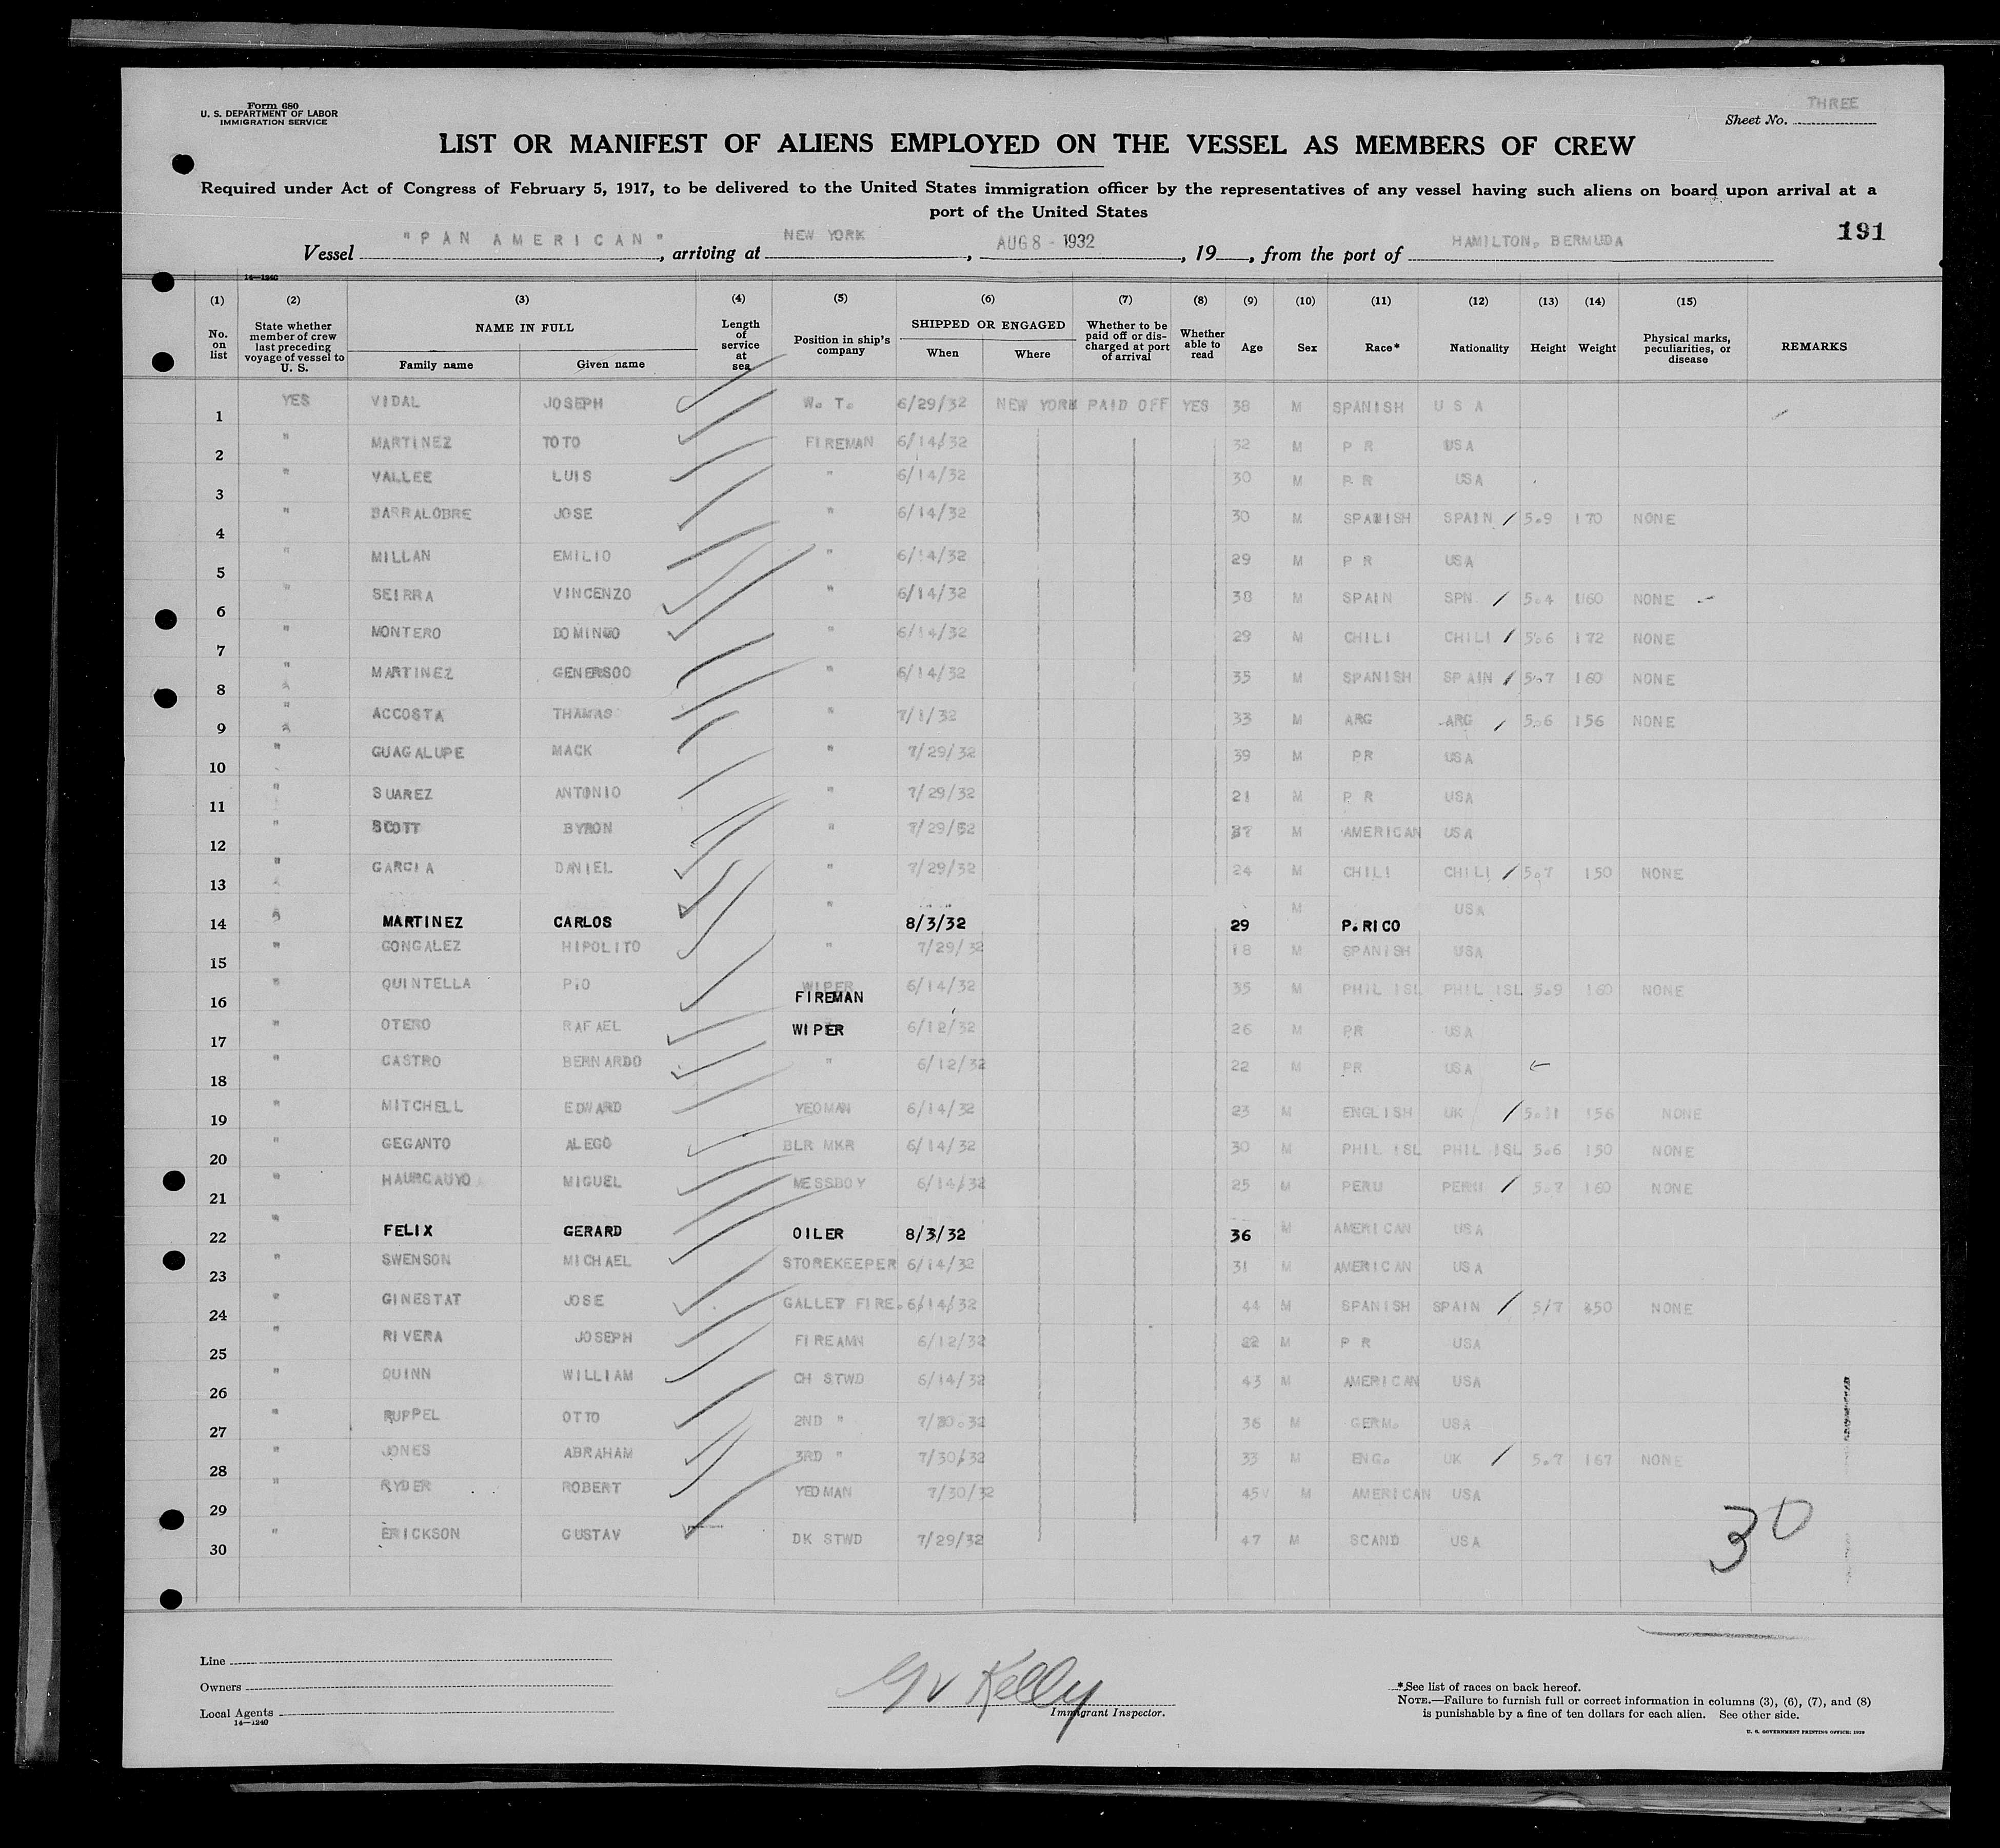 Form 680
U. S. DEPARTMENT OF LABOR
IMMIGRATION SERVICE
THREE
Sheet No.
LIST OR MANIFEST OF ALIENS EMPLOYED ON THE VESSEL AS MEMBERS OF CREW
Required under Act of Congress of February 5, 1917, to be delivered to the United States immigration officer by the representatives of any vessel having such aliens on board upon arrival at a
port of the United States
191
Vessel "PAN AMERICAN", arriving at NEW YORK, AUG 8 - 1932, 19, from the port of HAMILTON, BERMUDA
14—1240
(1) (2) (3) (4) (5) (6) (7) (8) (9) (10) (11) (12) (13) (14) (15)
No. on list State whether member of crew last preceding voyage of vessel to U. S. NAME IN FULL Family name Given name Length of service at sea Position in ship's company SHIPPED OR ENGAGED When Where Whether to be paid off or discharged at port of arrival Whether able to read Age Sex Race* Nationality Height Weight Physical marks, peculiarities, or disease REMARKS
1 YES VIDAL JOSEPH W. T. 6/29/32 NEW YORK PAID OFF YES 38 M SPANISH U S A
2 " MARTINEZ TOTO FIREMAN 6/14/32 32 M P R USA
3 " VALLEE LUIS " 6/14/32 30 M P R USA
4 " BARRALOBRE JOSE " 6/14/32 30 M SPANISH SPAIN / 5.9 170 NONE
5 " MILLAN EMILIO " 6/14/32 29 M P R USA
6 " SEIRRA VINCENZO " 6/14/32 38 M SPAIN SPN / 5.4 160 NONE
7 " MONTERO DOMINGO " 6/14/32 29 M CHILI CHILI / 5.6 172 NONE
8 " MARTINEZ GENERSOO " 6/14/32 35 M SPANISH SPAIN / 5.7 160 NONE
9 " ACCOSTA THAMAS " 7/1/32 33 M ARG ARG / 5.6 156 NONE
10 " GUAGALUPE MACK " 7/29/32 39 M PR USA
11 " SUAREZ ANTONIO " 7/29/32 21 M P R USA
12 " SCOTT BYRON " 7/29/32 37 M AMERICAN USA
13 " GARCIA DANIEL " 7/29/32 24 M CHILI CHILI / 5.7 150 NONE
14 " MARTINEZ CARLOS " 8/3/32 29 M P.RICO USA
15 " GONGALEZ HIPOLITO " 7/29/32 18 M SPANISH USA
16 " QUINTELLA PIO WIPER FIREMAN 6/14/32 35 M PHIL ISL PHIL ISL 5.9 160 NONE
17 " OTERO RAFAEL WIPER 6/12/32 26 M PR USA
18 " CASTRO BERNARDO " 6/12/32 22 M PR USA
19 " MITCHELL EDWARD YEOMAN 6/14/32 23 M ENGLISH UK / 5.11 156 NONE
20 " GEGANTO ALEGO BLR MKR 6/14/32 30 M PHIL ISL PHIL ISL 5.6 150 NONE
21 " HAURCAUYO MIGUEL MESSBOY 6/14/32 25 M PERU PERU / 5.7 160 NONE
22 " FELIX GERARD OILER 8/3/32 36 M AMERICAN USA
23 " SWENSON MICHAEL STOREKEEPER 6/14/32 31 M AMERICAN USA
24 " GINESTAT JOSE GALLEY FIRE. 6/14/32 44 M SPANISH SPAIN / 5/7 150 NONE
25 " RIVERA JOSEPH FIREAMN 6/12/32 22 M P R USA
26 " QUINN WILLIAM CH STWD 6/14/32 43 M AMERICAN USA
27 " RUPPEL OTTO 2ND " 7/30.32 36 M GERM. USA
28 " JONES ABRAHAM 3RD " 7/30/32 33 M ENG. UK / 5.7 167 NONE
29 " RYDER ROBERT YEOMAN 7/30/32 45 M AMERICAN USA
30 " ERICKSON GUSTAV DK STWD 7/29/32 47 M SCAND USA
30
Line
Owners
Local Agents
14—1240
Kelly
Immigrant Inspector.
*See list of races on back hereof.
NOTE.—Failure to furnish full or correct information in columns (3), (6), (7), and (8)
is punishable by a fine of ten dollars for each alien. See other side.